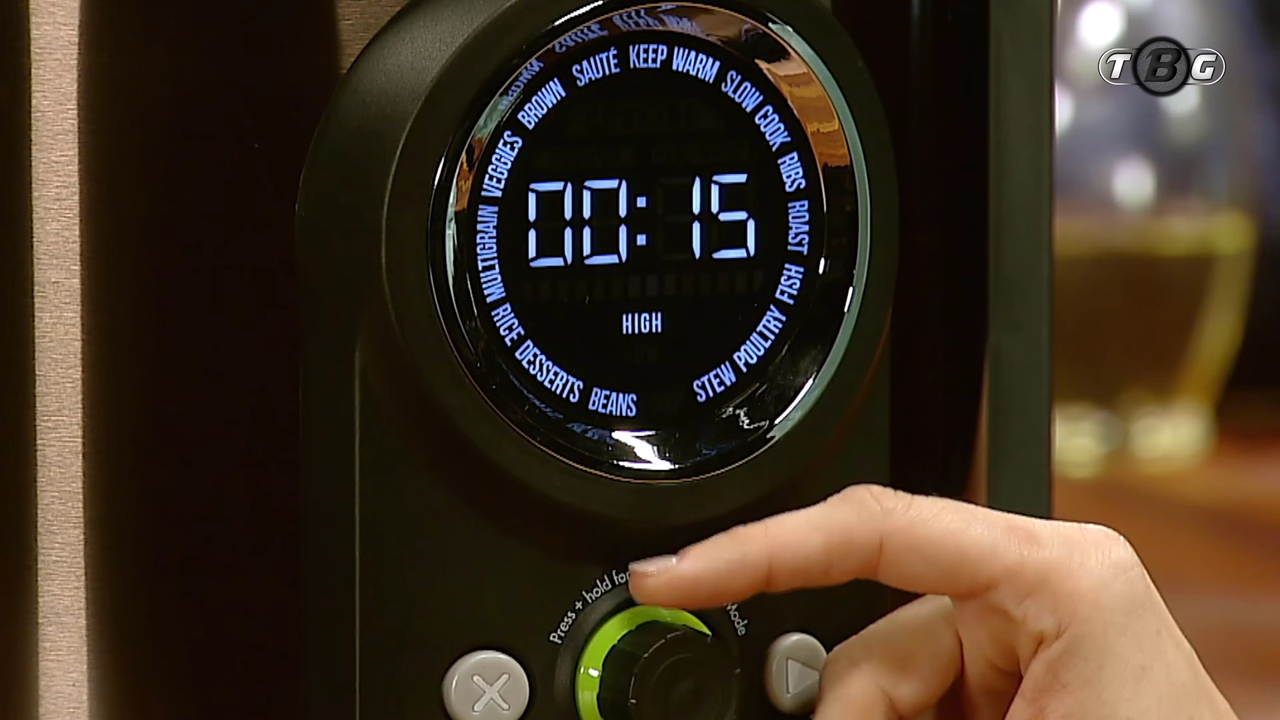 TBG
BEANS DESSERTS RICE MULTIGRAIN VEGGIES BROWN SAUTÉ KEEP WARM SLOW COOK RIBS ROAST FISH POULTRY STEW
00:15
HIGH
Press + hold for
Mode